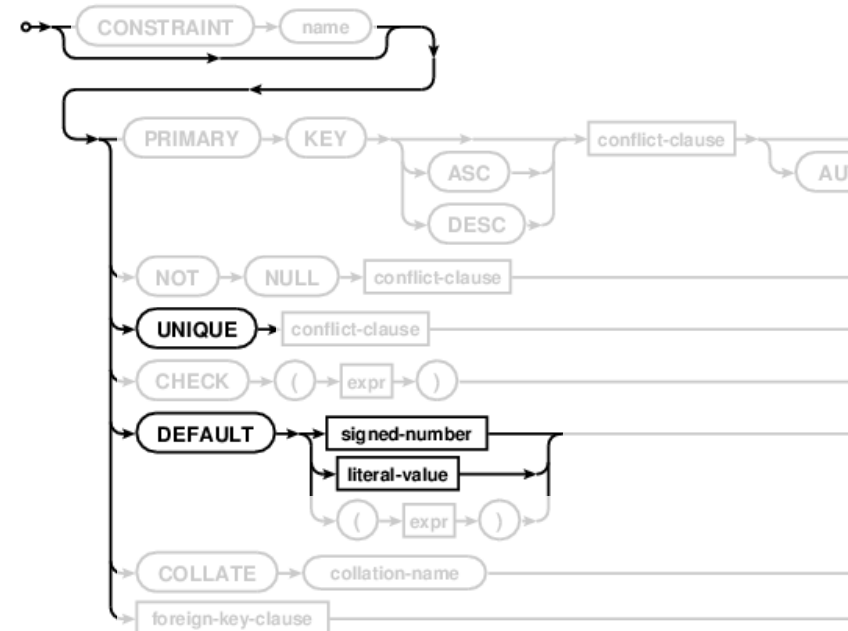 CONSTRAINT name
PRIMARY KEY conflict-clause AU
ASC
DESC
NOT NULL conflict-clause
UNIQUE conflict-clause
CHECK ( expr )
DEFAULT signed-number
literal-value
( expr )
COLLATE collation-name
foreign-key-clause